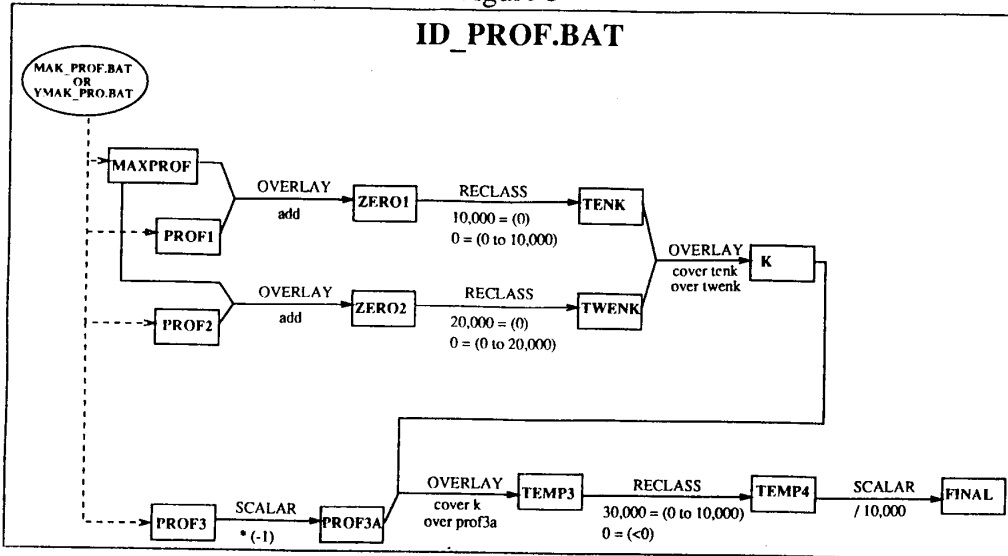 ID_PROF.BAT
MAK_PROF.BAT
OR
YMAK_PRO.BAT
MAXPROF
OVERLAY
add
ZERO1
RECLASS
10,000 = (0)
0 = (0 to 10,000)
TENK
PROF1
OVERLAY
cover tenk
over twenk
K
OVERLAY
add
ZERO2
RECLASS
20,000 = (0)
0 = (0 to 20,000)
TWENK
PROF2
PROF3
SCALAR
* (-1)
PROF3A
OVERLAY
cover k
over prof3a
TEMP3
RECLASS
30,000 = (0 to 10,000)
0 = (<0)
TEMP4
SCALAR
/ 10,000
FINAL